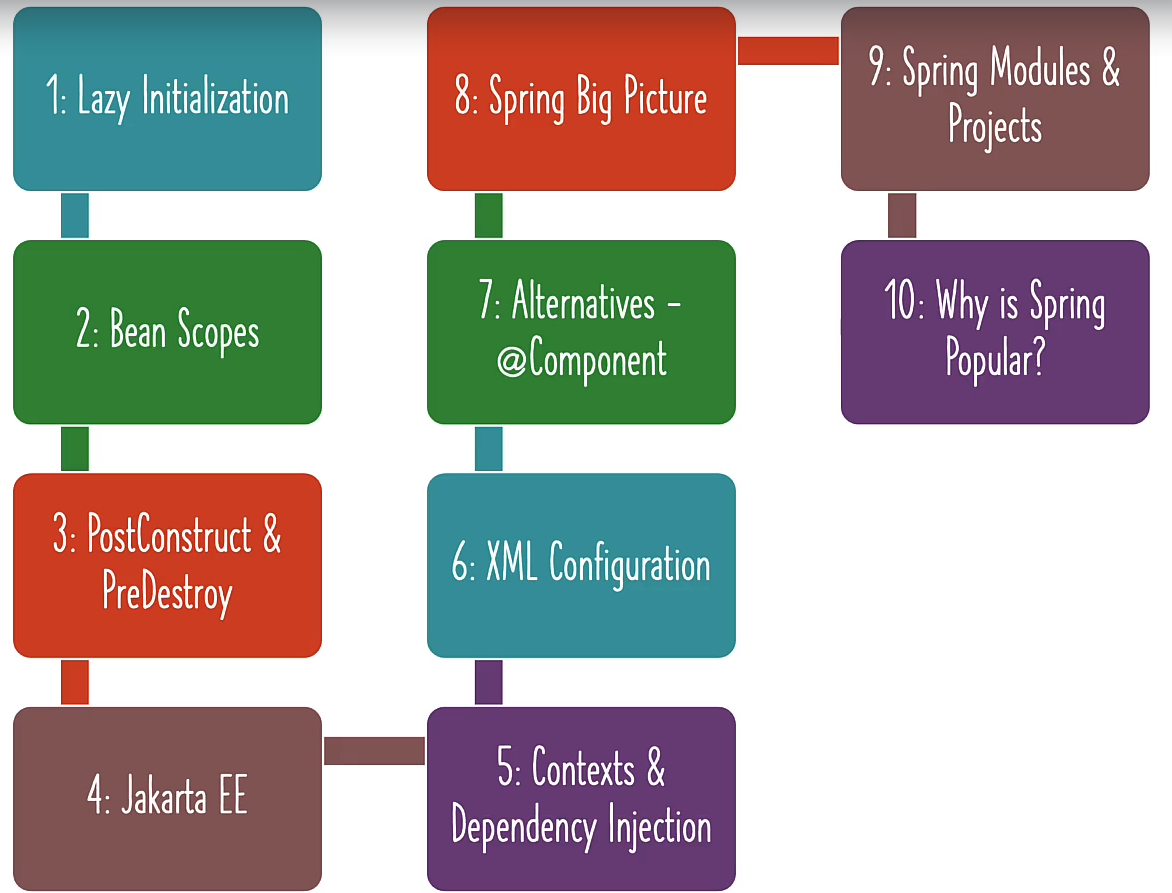 1: Lazy Initialization
2: Bean Scopes
3: PostConstruct &
PreDestroy
4: Jakarta EE
5: Contexts &
Dependency Injection
6: XML Configuration
7: Alternatives -
@Component
8: Spring Big Picture
9: Spring Modules &
Projects
10: Why is Spring
Popular?